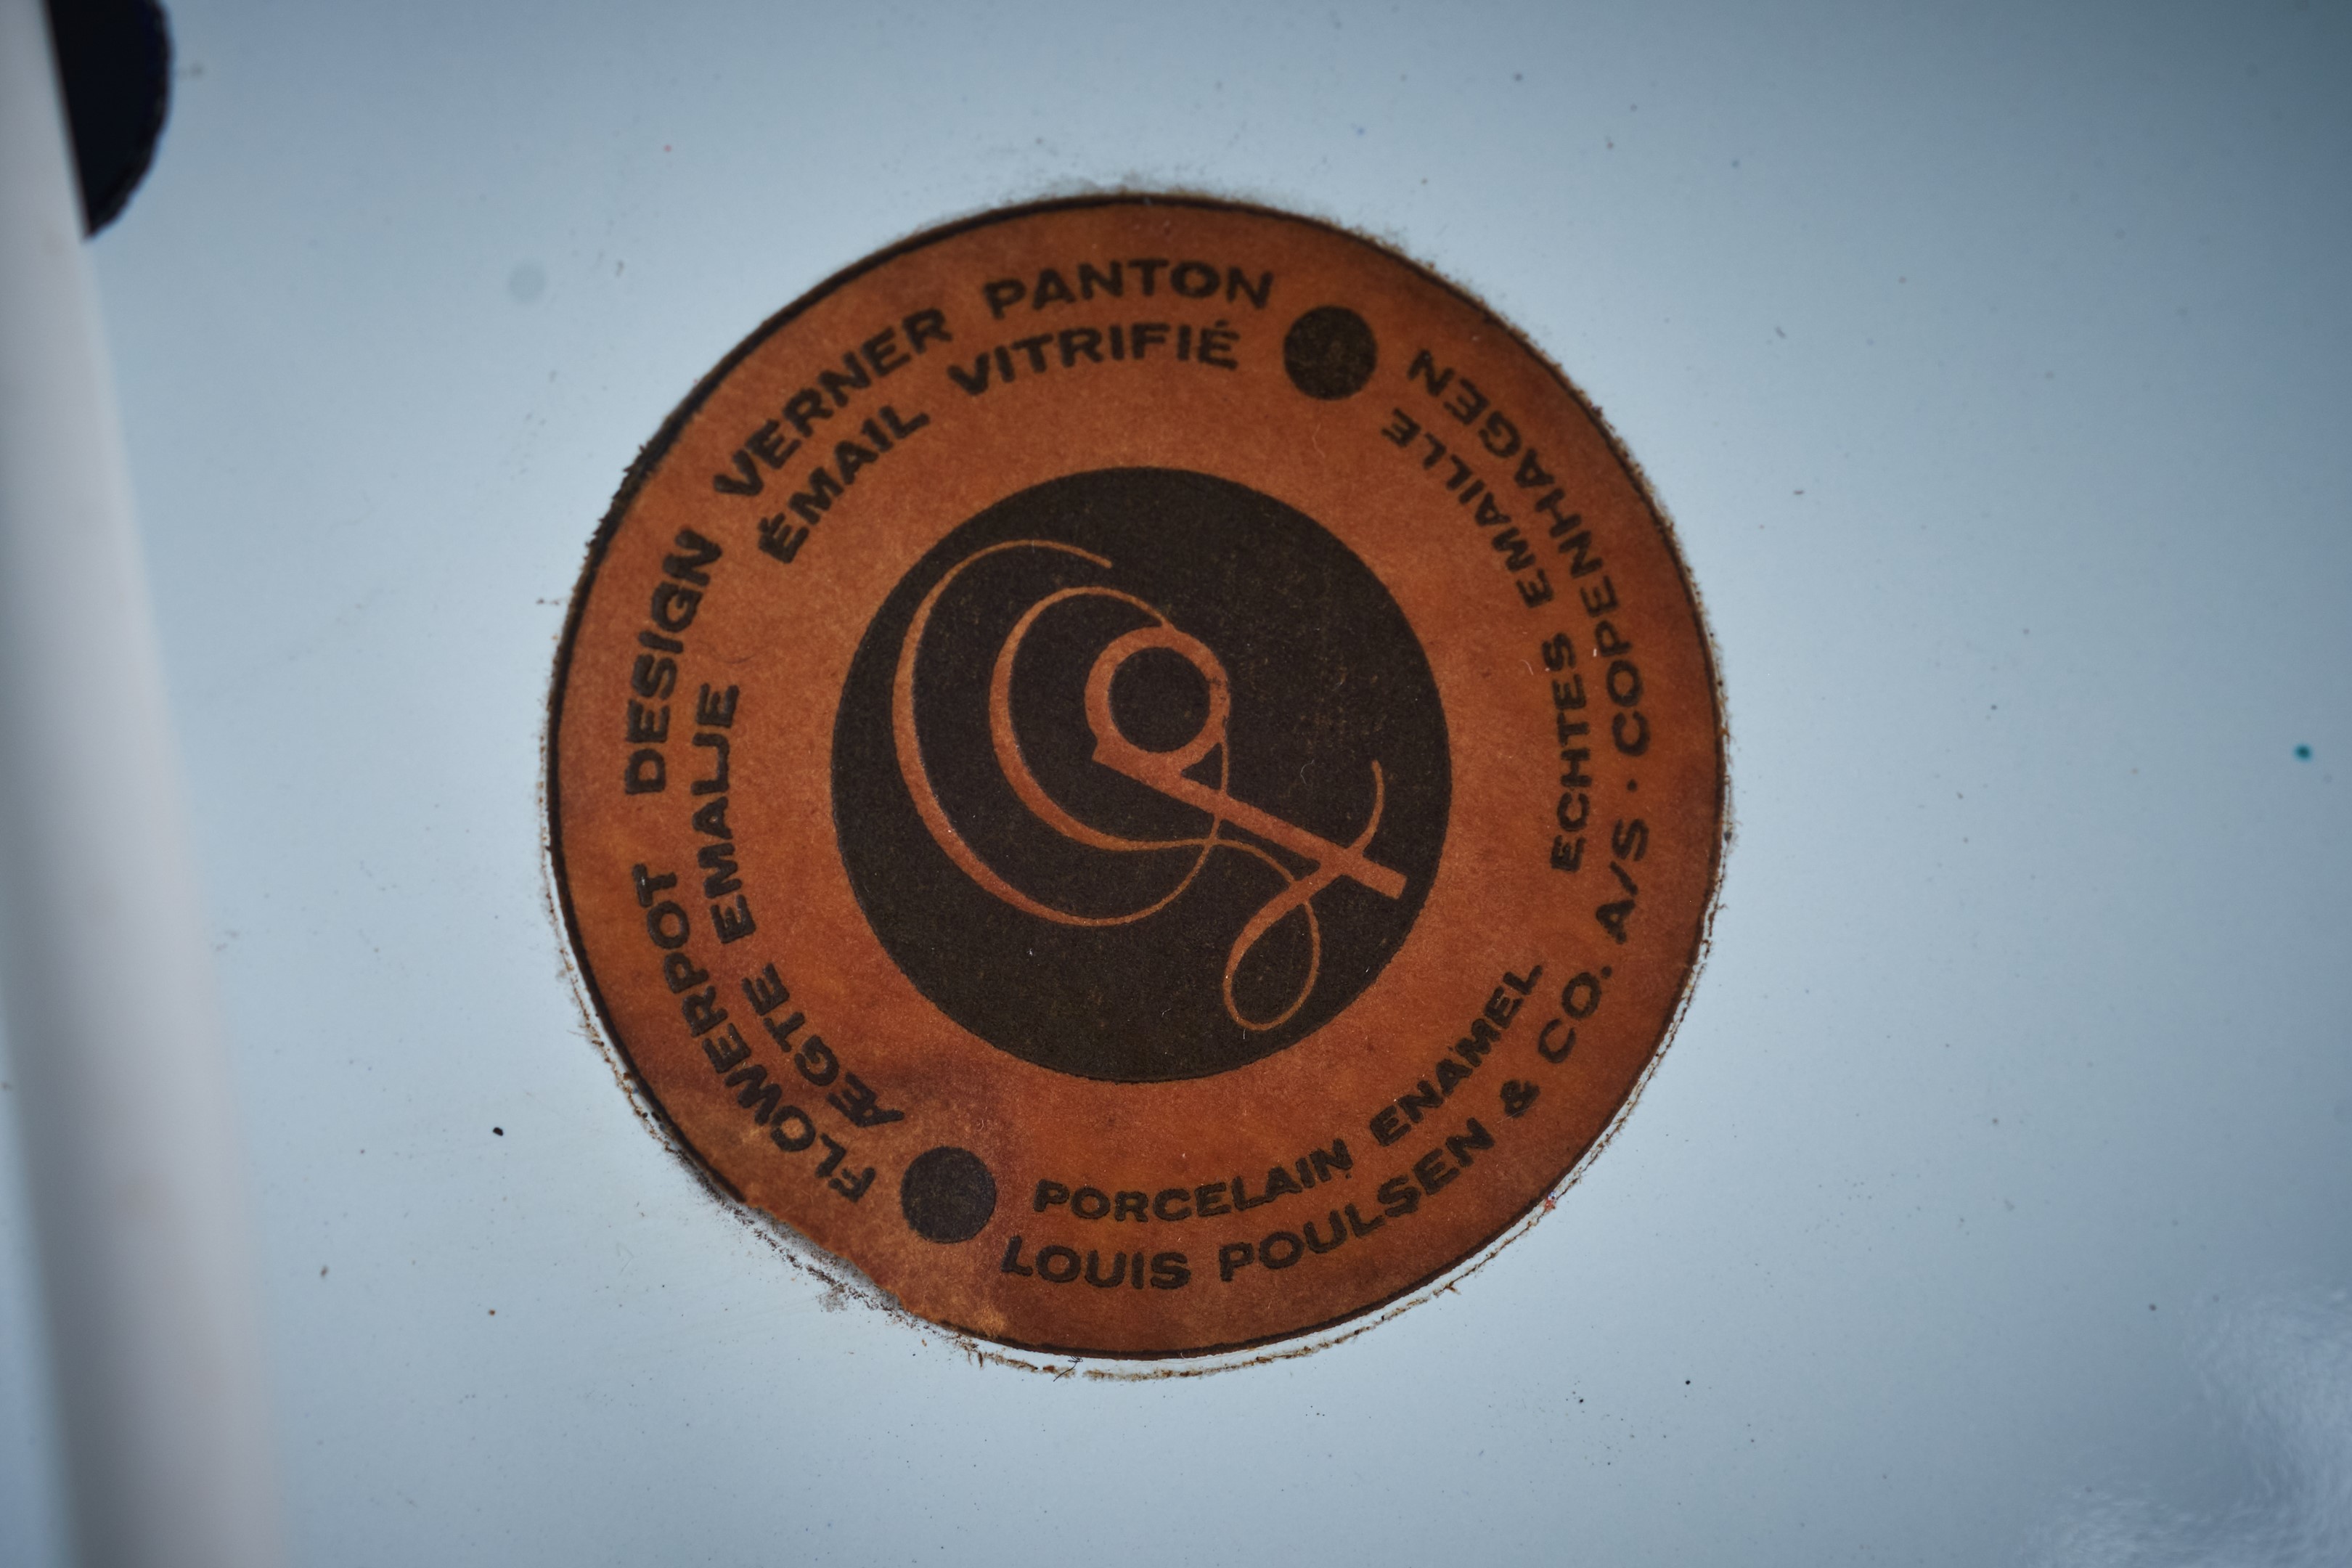 FLOWERPOT DESIGN VERNER PANTON
ÆGTE EMALJE ÉMAIL VITRIFIÉ
PORCELAIN ENAMEL ECHTES EMAILLE
LOUIS POULSEN & CO. A/S · COPENHAGEN